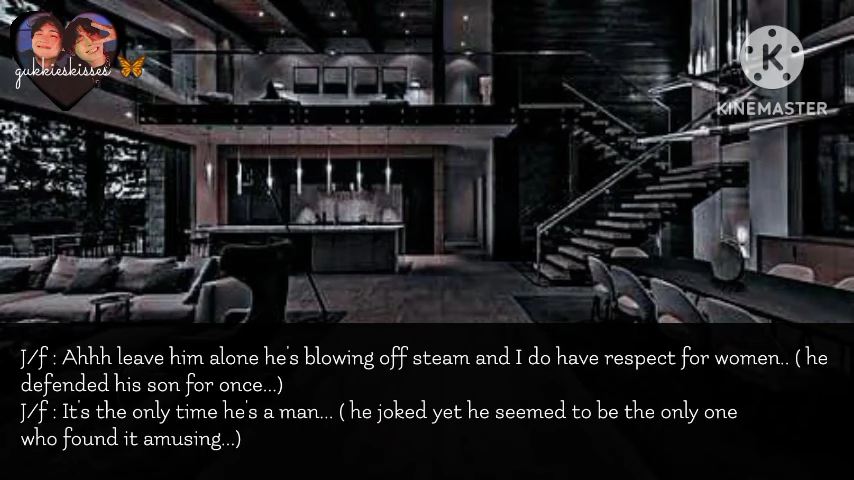 gukkieskisses
KINEMASTER
J/f : Ahhh leave him alone he's blowing off steam and I do have respect for women.. ( he
defended his son for once...)
J/f : It's the only time he's a man... ( he joked yet he seemed to be the only one
who found it amusing...)